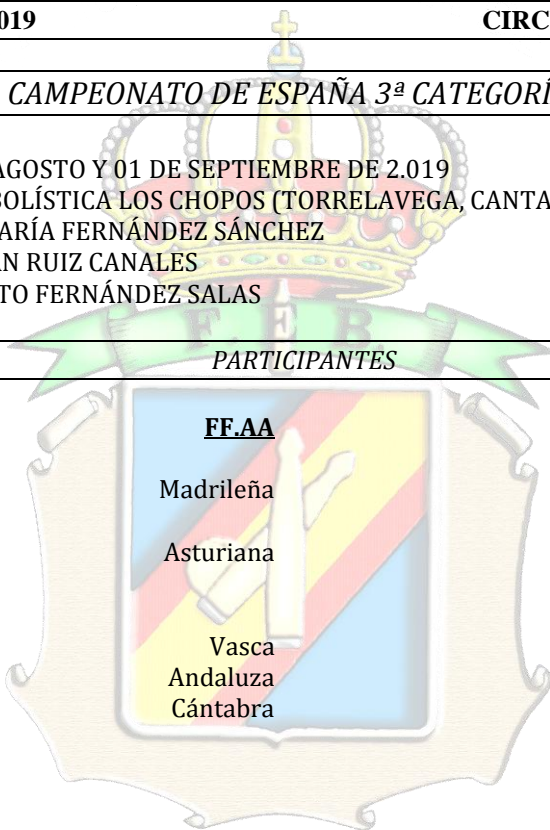 019 CIRC
CAMPEONATO DE ESPAÑA 3ª CATEGORÍ
AGOSTO Y 01 DE SEPTIEMBRE DE 2.019
BOLÍSTICA LOS CHOPOS (TORRELAVEGA, CANTA
ARÍA FERNÁNDEZ SÁNCHEZ
ÁN RUIZ CANALES
TO FERNÁNDEZ SALAS
F. E. B.
PARTICIPANTES
FF.AA
Madrileña
Asturiana
Vasca
Andaluza
Cántabra